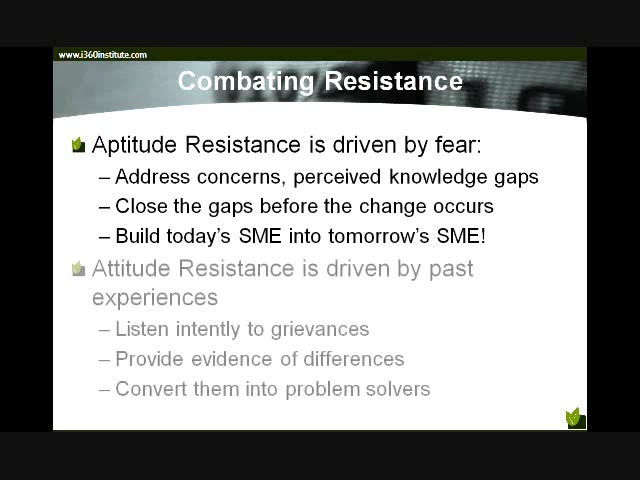 www.i360institute.com
Combating Resistance
Aptitude Resistance is driven by fear:
– Address concerns, perceived knowledge gaps
– Close the gaps before the change occurs
– Build today's SME into tomorrow's SME!
Attitude Resistance is driven by past
experiences
– Listen intently to grievances
– Provide evidence of differences
– Convert them into problem solvers